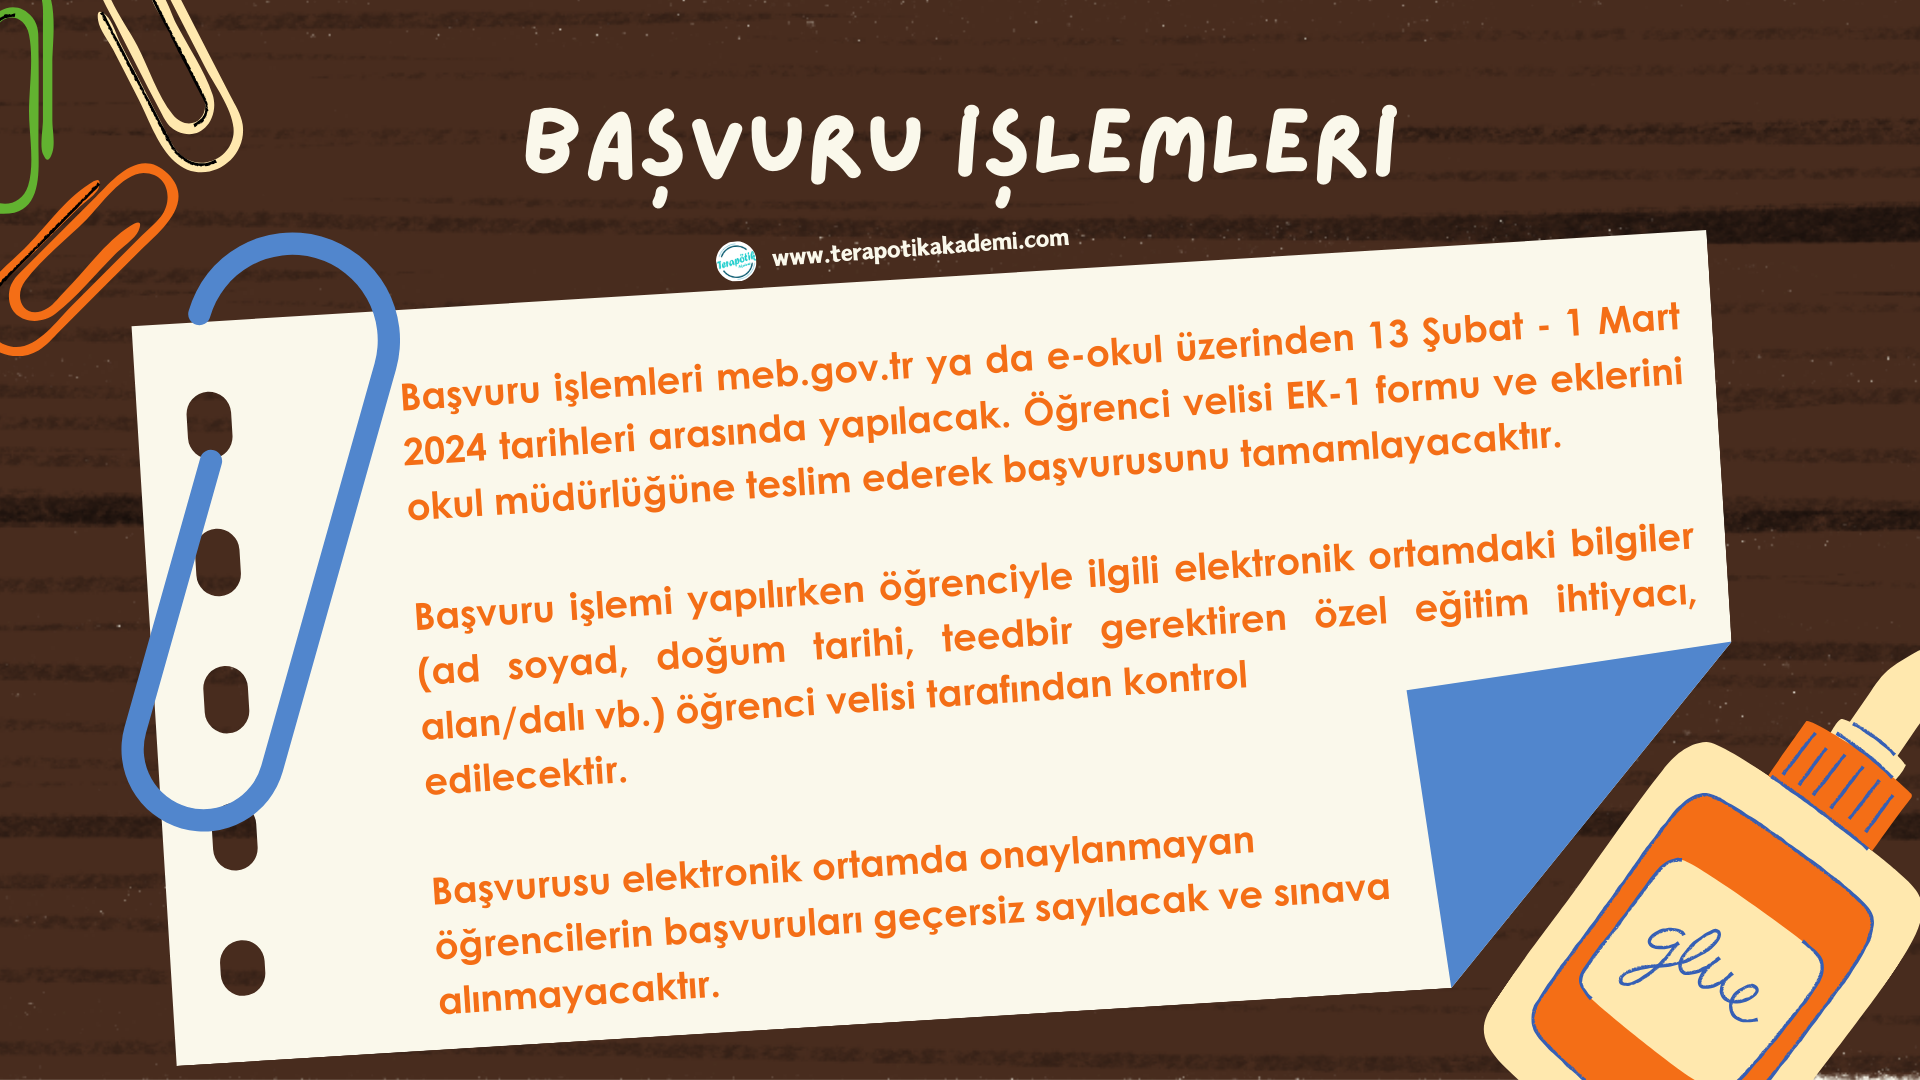 BAŞVURU İŞLEMLERİ
Terapötik
www.terapotikakademi.com
Başvuru işlemleri meb.gov.tr ya da e-okul üzerinden 13 Şubat - 1 Mart
2024 tarihleri arasında yapılacak. Öğrenci velisi EK-1 formu ve eklerini
okul müdürlüğüne teslim ederek başvurusunu tamamlayacaktır.
Başvuru işlemi yapılırken öğrenciyle ilgili elektronik ortamdaki bilgiler
(ad soyad, doğum tarihi, teedbir gerektiren özel eğitim ihtiyacı,
alan/dalı vb.) öğrenci velisi tarafından kontrol
edilecektir.
Başvurusu elektronik ortamda onaylanmayan
öğrencilerin başvuruları geçersiz sayılacak ve sınava
alınmayacaktır.
glue